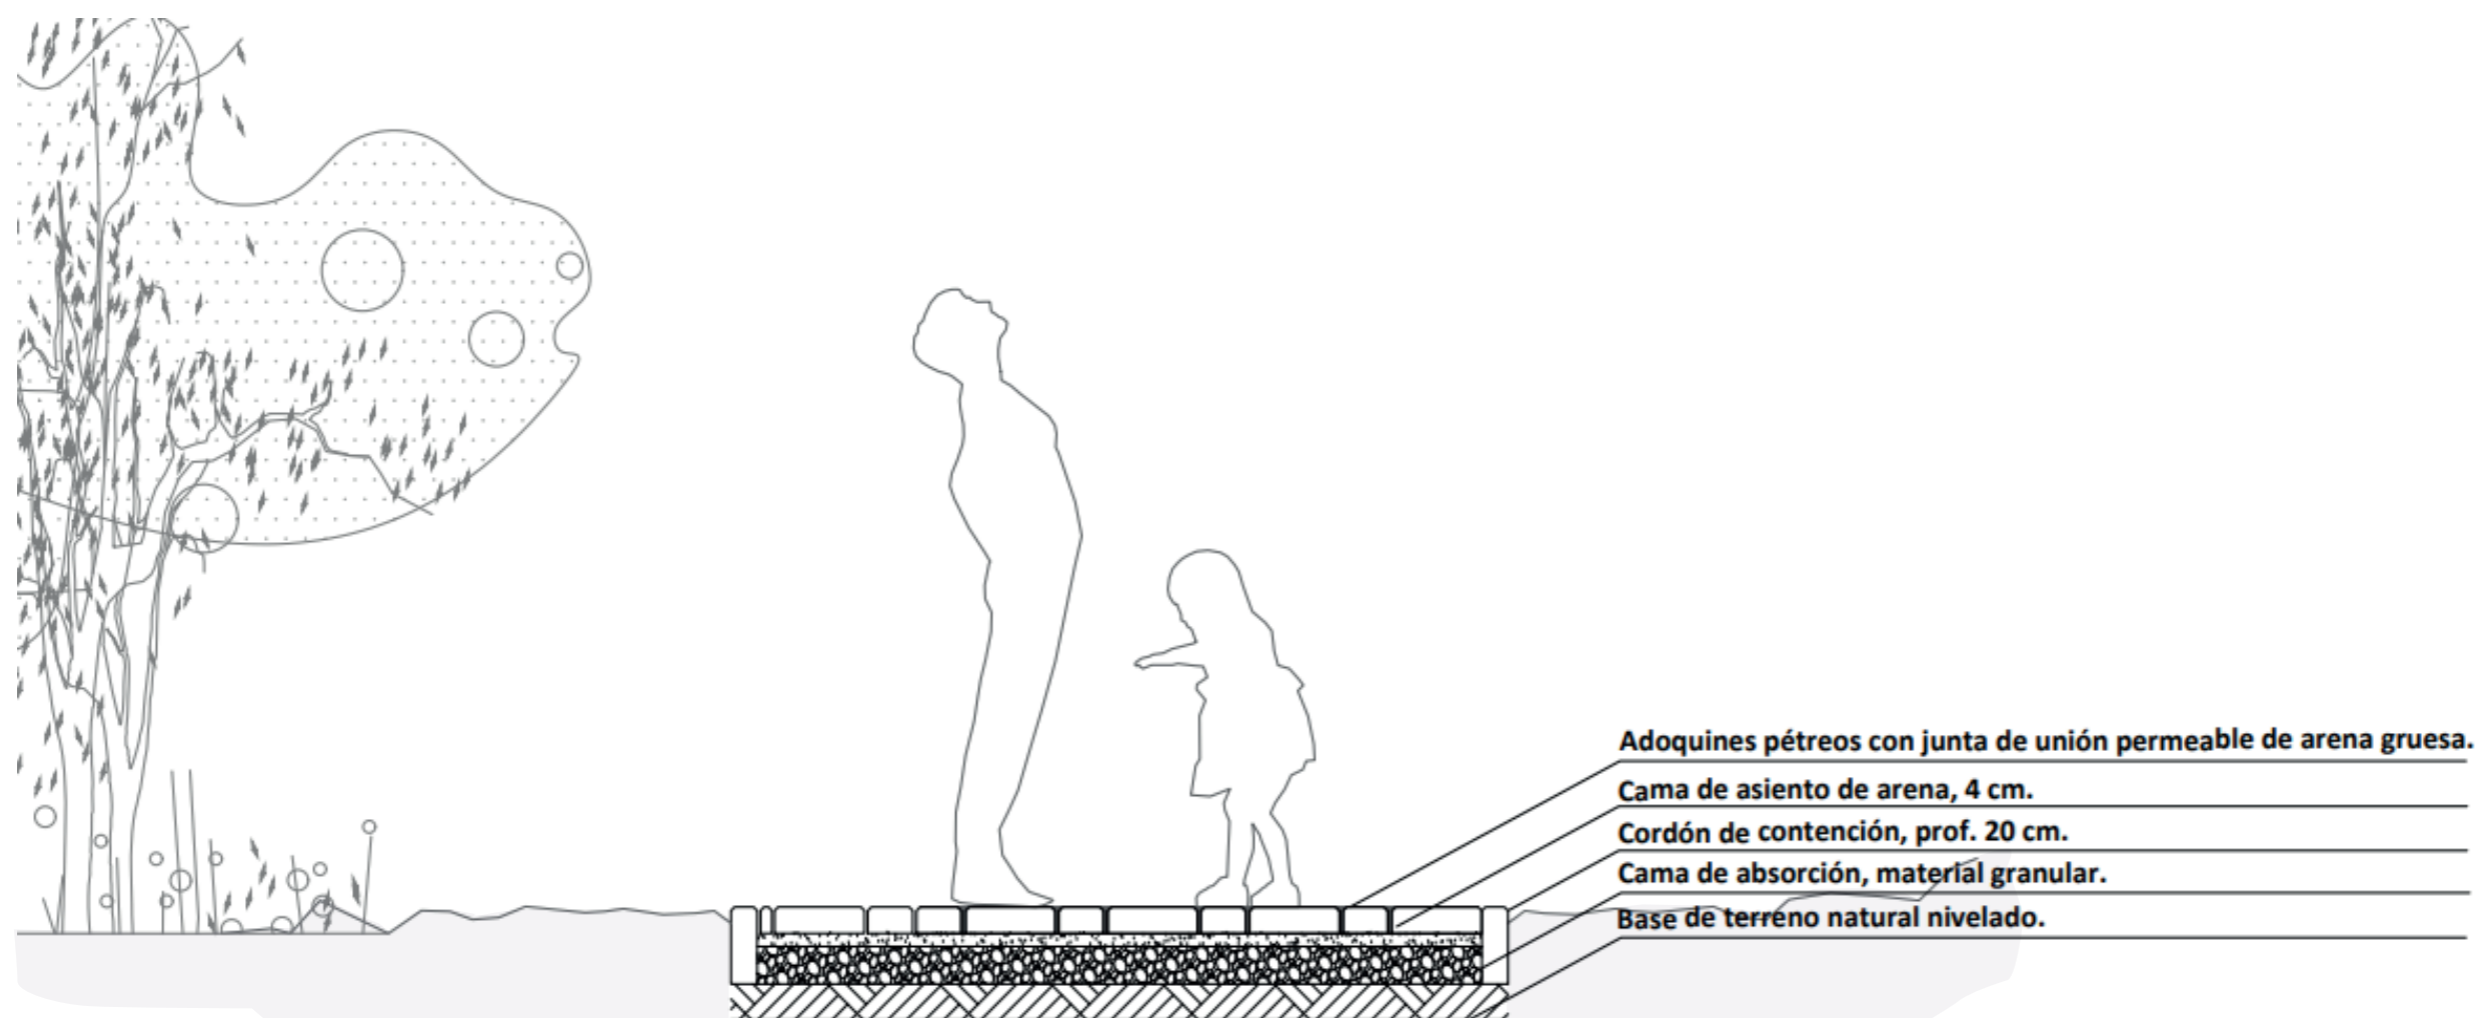 Adoquines pétreos con junta de unión permeable de arena gruesa.
Cama de asiento de arena, 4 cm.
Cordón de contención, prof. 20 cm.
Cama de absorción, material granular.
Base de terreno natural nivelado.